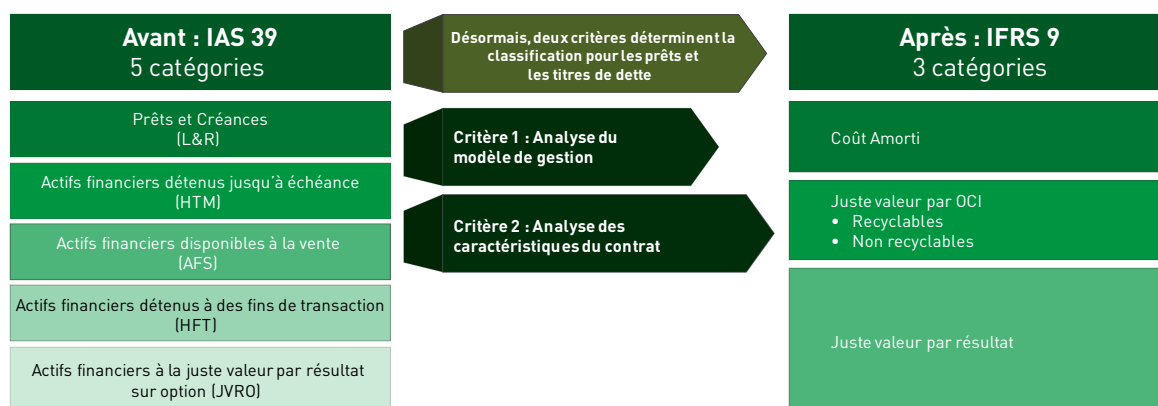 Avant : IAS 39
5 catégories
Prêts et Créances
(L&R)
Actifs financiers détenus jusqu'à échéance
(HTM)
Actifs financiers disponibles à la vente
(AFS)
Actifs financiers détenus à des fins de transaction
(HFT)
Actifs financiers à la juste valeur par résultat
sur option (JVRO)
Désormais, deux critères déterminent la
classification pour les prêts et
les titres de dette
Critère 1 : Analyse du
modèle de gestion
Critère 2 : Analyse des
caractéristiques du contrat
Après : IFRS 9
3 catégories
Coût Amorti
Juste valeur par OCI
• Recyclables
• Non recyclables
Juste valeur par résultat